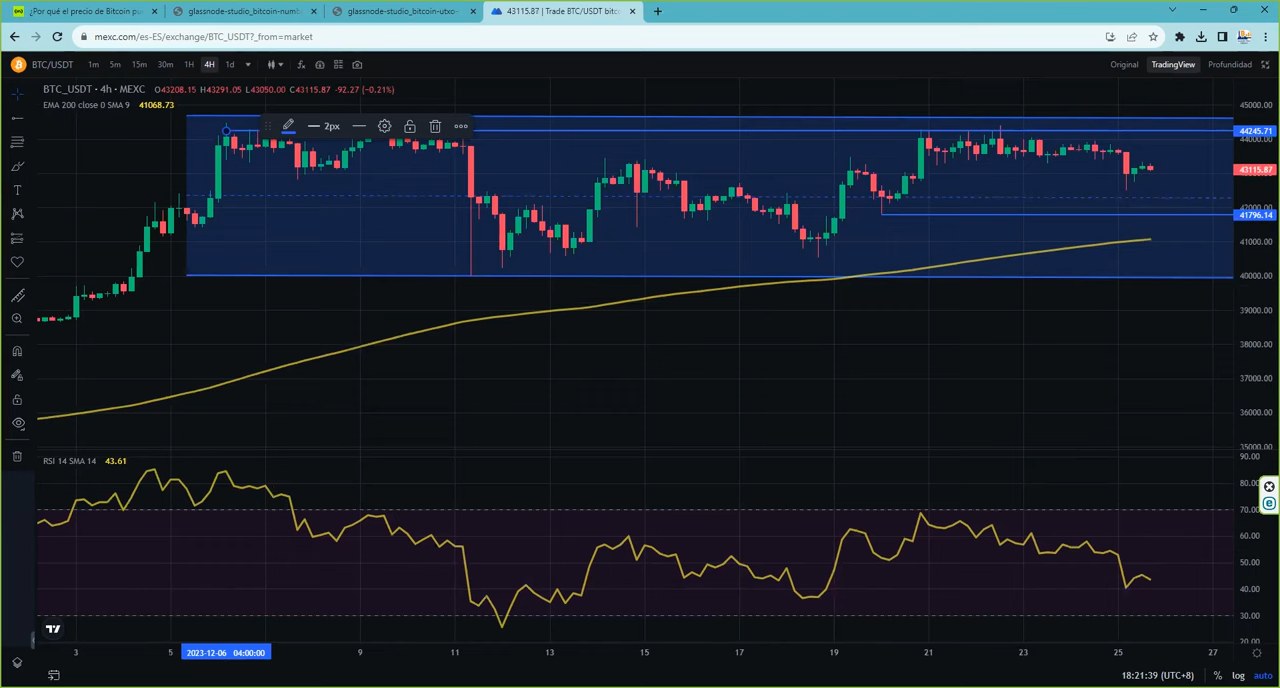 ¿Por qué el precio de Bitcoin pu
glassnode-studio_bitcoin-numb
glassnode-studio_bitcoin-utxo-
43115.87 | Trade BTC/USDT bitc
mexc.com/es-ES/exchange/BTC_USDT?_from=market
BTC/USDT 1m 5m 15m 30m 1H 4H 1d Original TradingView Profundidad
BTC_USDT • 4h • MEXC O43208.15 H43291.05 L43050.00 C43115.87 -92.27 (-0.21%)
EMA 200 close 0 SMA 9 41068.73
2px
45000.00
44245.71
44000.00
43115.87
42000.00
41796.14
41000.00
40000.00
39000.00
38000.00
37000.00
36000.00
35000.00
RSI 14 SMA 14 43.61
90.00
80.00
70.00
60.00
50.00
40.00
30.00
20.00
3 5 2023-12-06 04:00:00 9 11 13 15 17 19 21 23 25 27
18:21:39 (UTC+8) % log auto